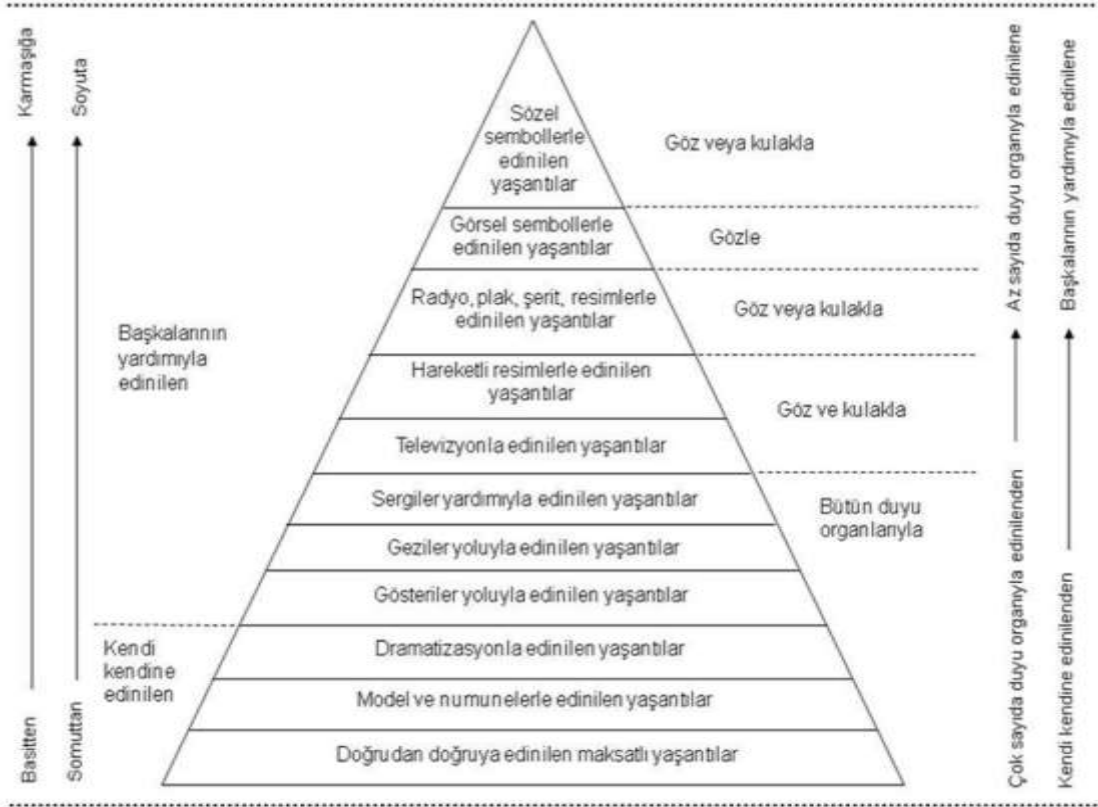 Karmaşığa
Soyuta
Basitten
Somuttan
Başkalarının
yardımıyla
edinilen
Kendi
kendine
edinilen
Sözel
sembollerle
edinilen
yaşantılar
Görsel sembollerle
edinilen yaşantılar
Radyo, plak, şerit, resimlerle
edinilen yaşantılar
Hareketli resimlerle edinilen
yaşantılar
Televizyonla edinilen yaşantılar
Sergiler yardımıyla edinilen yaşantılar
Geziler yoluyla edinilen yaşantılar
Gösteriler yoluyla edinilen yaşantılar
Dramatizasyonla edinilen yaşantılar
Model ve numunelerle edinilen yaşantılar
Doğrudan doğruya edinilen maksatlı yaşantılar
Göz veya kulakla
Gözle
Göz veya kulakla
Göz ve kulakla
Bütün duyu
organlarıyla
Az sayıda duyu organıyla edinilene
Başkalarının yardımıyla edinilene
Çok sayıda duyu organıyla edinilenden
Kendi kendine edinilenden